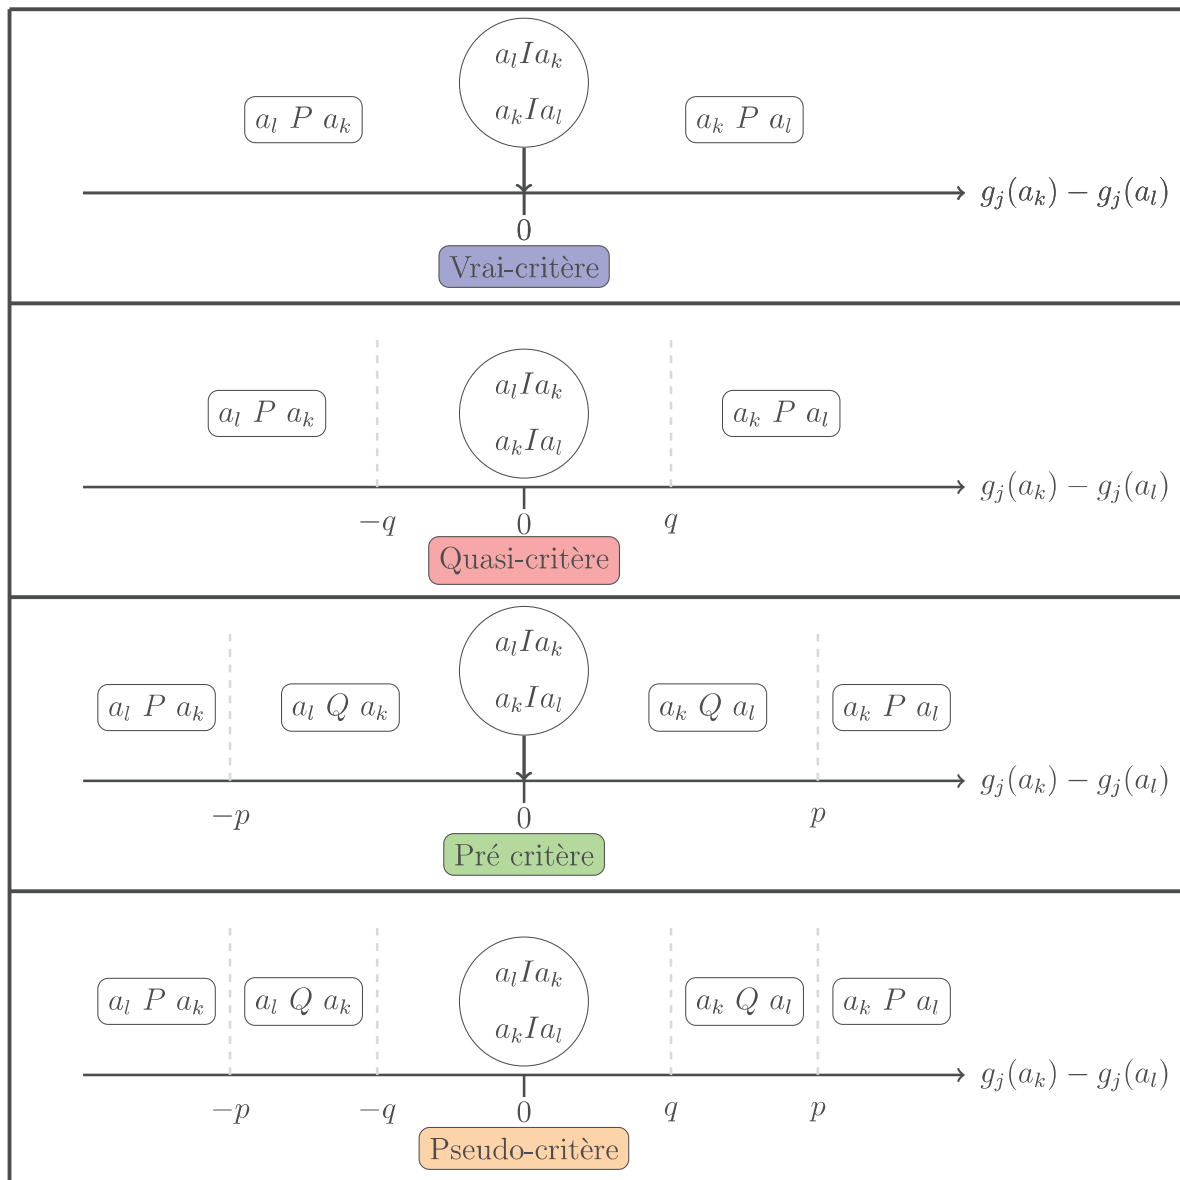 a_l I a_k
a_k I a_l
a_l P a_k
a_k P a_l
g_j(a_k) − g_j(a_l)
0
Vrai-critère
a_l I a_k
a_k I a_l
a_l P a_k
a_k P a_l
g_j(a_k) − g_j(a_l)
−q 0 q
Quasi-critère
a_l I a_k
a_k I a_l
a_l P a_k a_l Q a_k a_k Q a_l a_k P a_l
g_j(a_k) − g_j(a_l)
−p 0 p
Pré critère
a_l I a_k
a_k I a_l
a_l P a_k a_l Q a_k a_k Q a_l a_k P a_l
g_j(a_k) − g_j(a_l)
−p −q 0 q p
Pseudo-critère